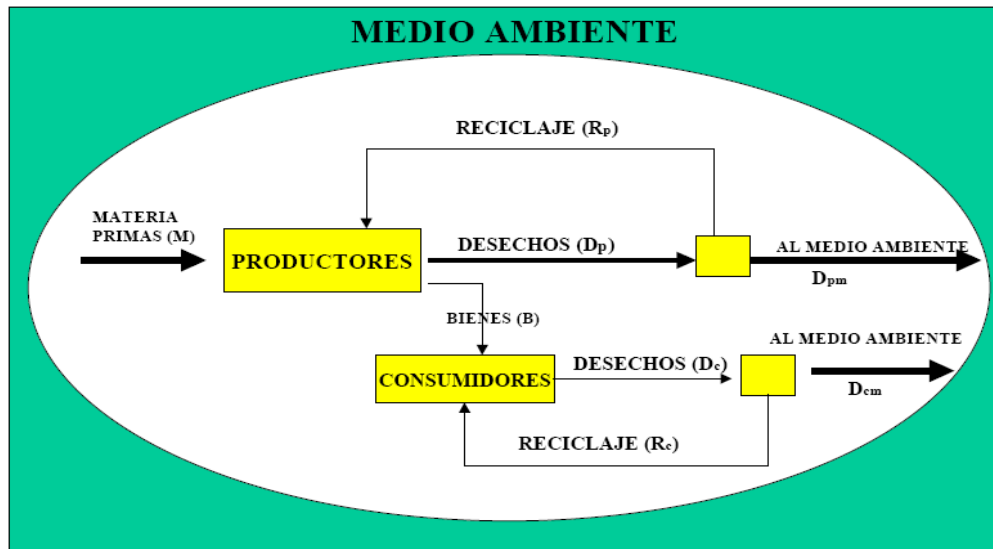 MEDIO AMBIENTE
RECICLAJE (Rp)
MATERIA
PRIMAS (M)
PRODUCTORES
DESECHOS (Dp)
AL MEDIO AMBIENTE
Dpm
BIENES (B)
CONSUMIDORES
DESECHOS (Dc)
AL MEDIO AMBIENTE
Dcm
RECICLAJE (Rc)